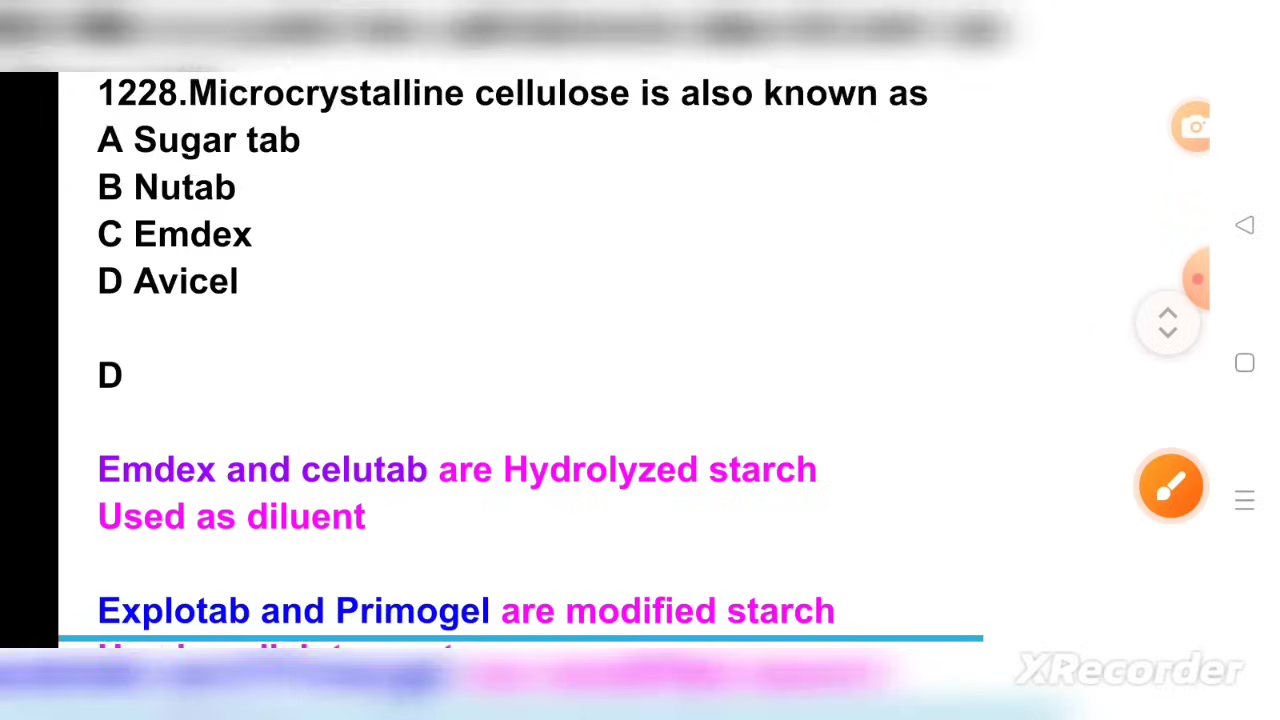 1228.Microcrystalline cellulose is also known as
A Sugar tab
B Nutab
C Emdex
D Avicel
D
Emdex and celutab are Hydrolyzed starch
Used as diluent
Explotab and Primogel are modified starch
XRecorder